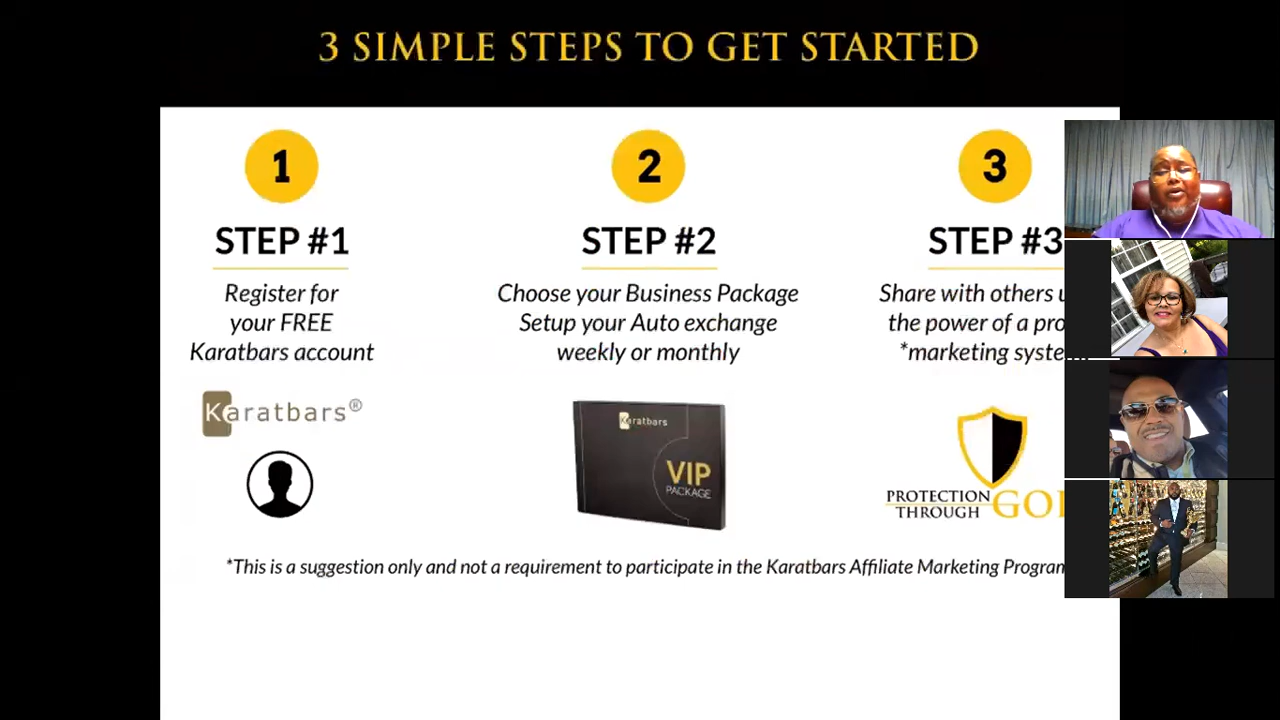 3 SIMPLE STEPS TO GET STARTED
1
STEP #1
Register for
your FREE
Karatbars account
Karatbars®
2
STEP #2
Choose your Business Package
Setup your Auto exchange
weekly or monthly
Karatbars
VIP
PACKAGE
3
STEP #3
Share with others
the power of a
*marketing
PROTECTION
THROUGH
*This is a suggestion only and not a requirement to participate in the Karatbars Affiliate Marketing Program